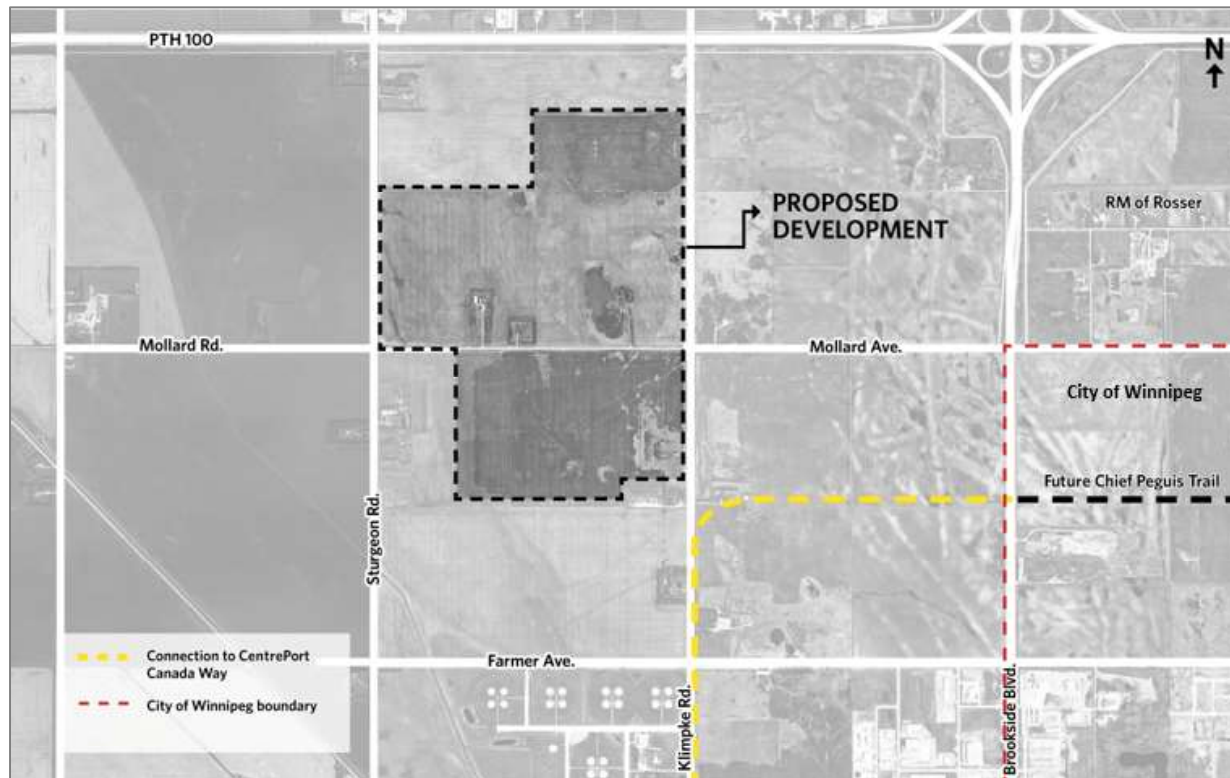 PTH 100
N
PROPOSED
DEVELOPMENT
RM of Rosser
Mollard Rd.
Mollard Ave.
City of Winnipeg
Future Chief Peguis Trail
Sturgeon Rd.
Connection to CentrePort
Canada Way
City of Winnipeg boundary
Farmer Ave.
Klimpke Rd.
Brookside Blvd.